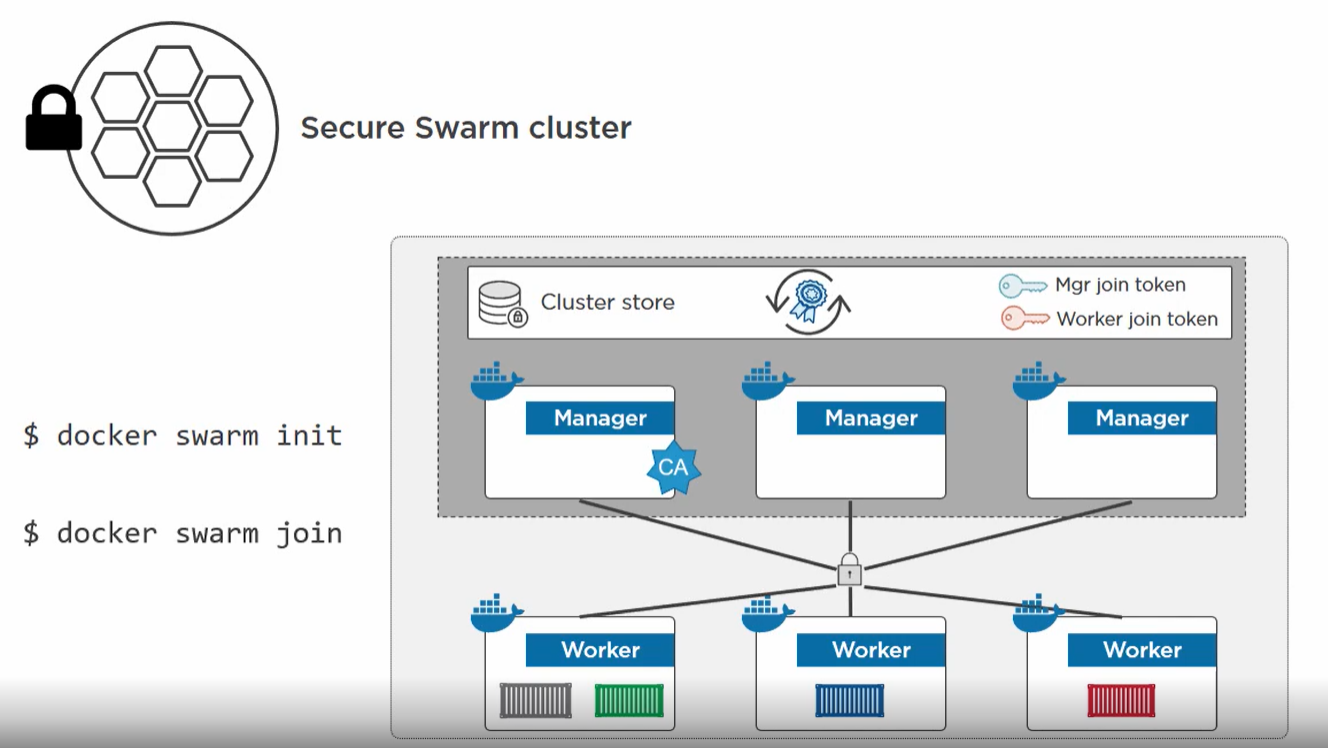 Secure Swarm cluster
Cluster store
Mgr join token
Worker join token
Manager
Manager
Manager
CA
$ docker swarm init
$ docker swarm join
Worker
Worker
Worker